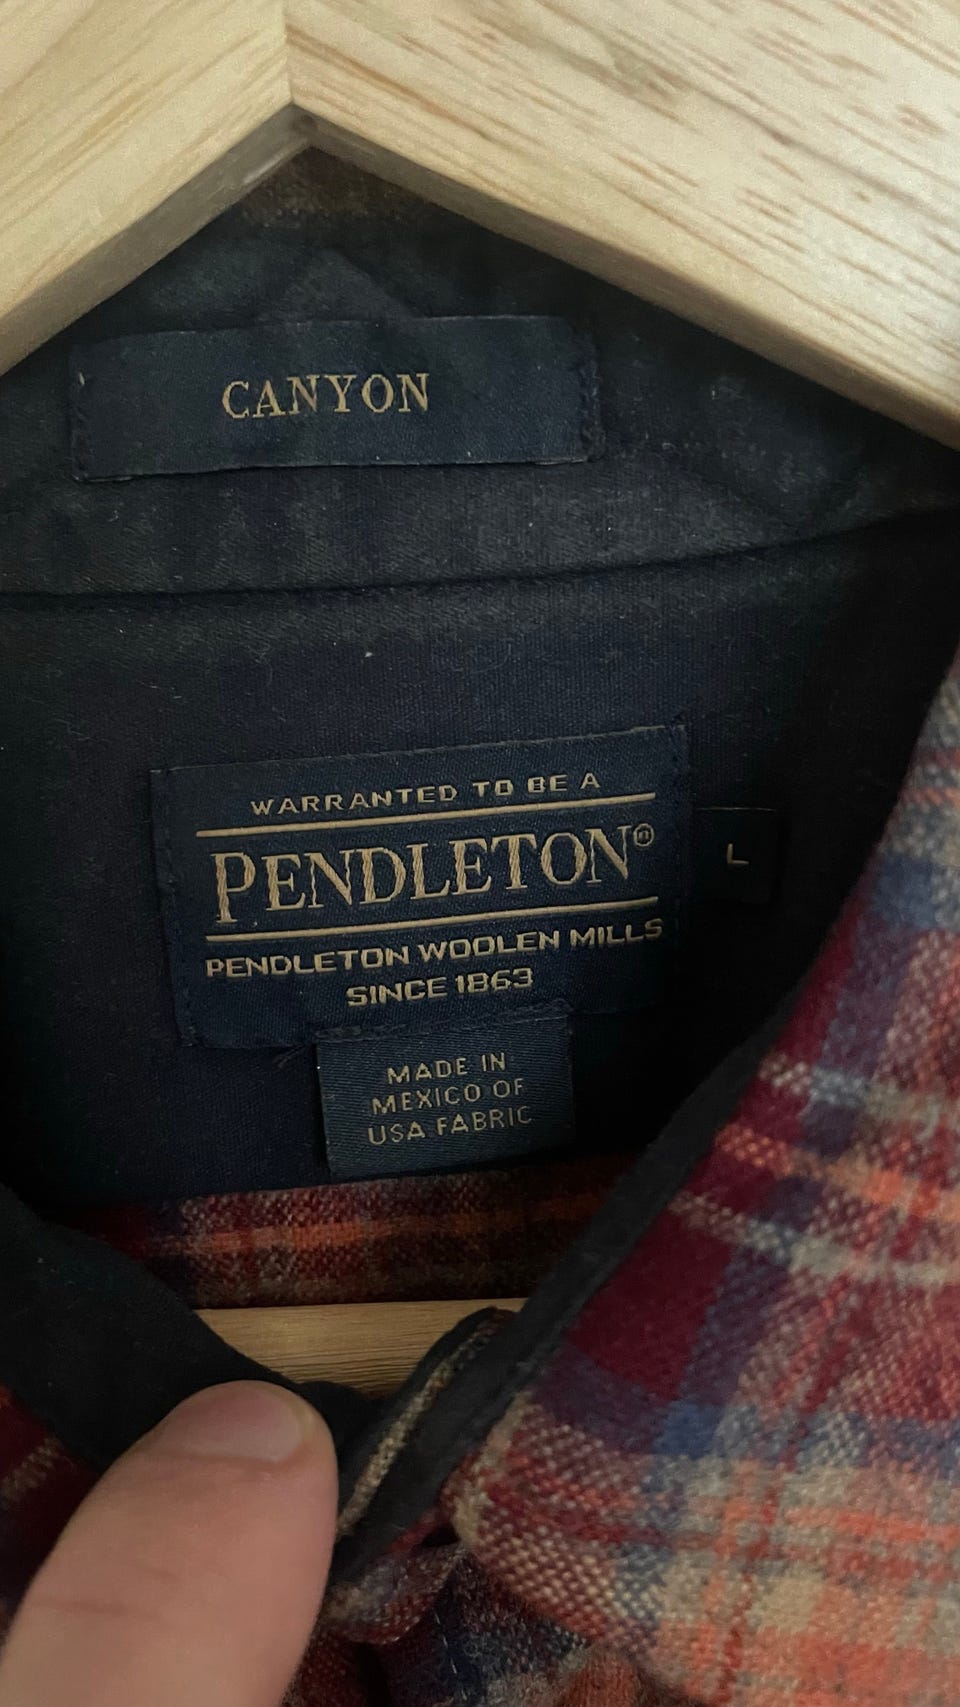 CANYON
WARRANTED TO BE A
PENDLETON®
L
PENDLETON WOOLEN MILLS
SINCE 1863
MADE IN
MEXICO OF
USA FABRIC